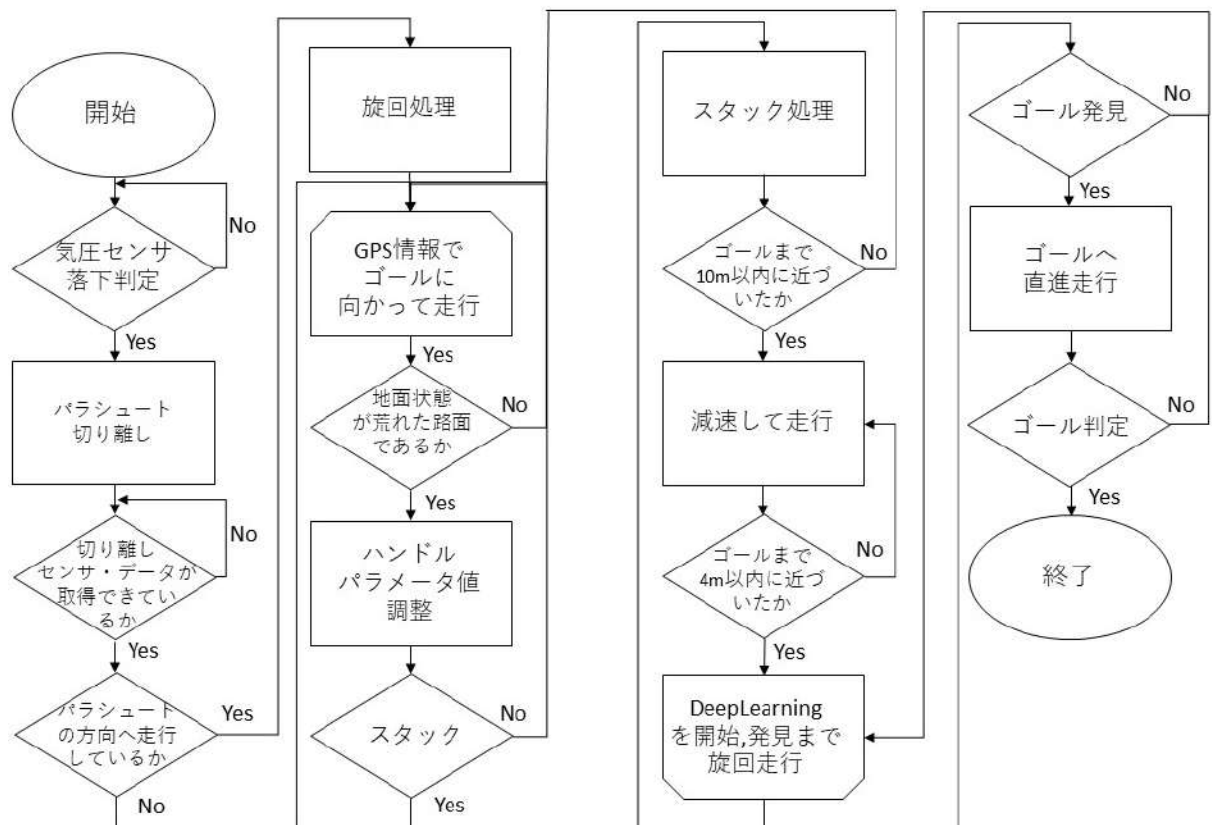 開始
気圧センサ
落下判定
No
Yes
パラシュート
切り離し
切り離し
センサ・データが
取得できてい
るか
No
Yes
パラシュート
の方向へ走行
しているか
Yes
No
旋回処理
GPS情報で
ゴールに
向かって走行
Yes
地面状態
が荒れた路面
であるか
No
Yes
ハンドル
パラメータ値
調整
スタック
No
Yes
スタック処理
ゴールまで
10m以内に近づ
いたか
No
Yes
減速して走行
ゴールまで
4m以内に近づ
いたか
No
Yes
DeepLearning
を開始,発見まで
旋回走行
ゴール発見
No
Yes
ゴールへ
直進走行
ゴール判定
No
Yes
終了